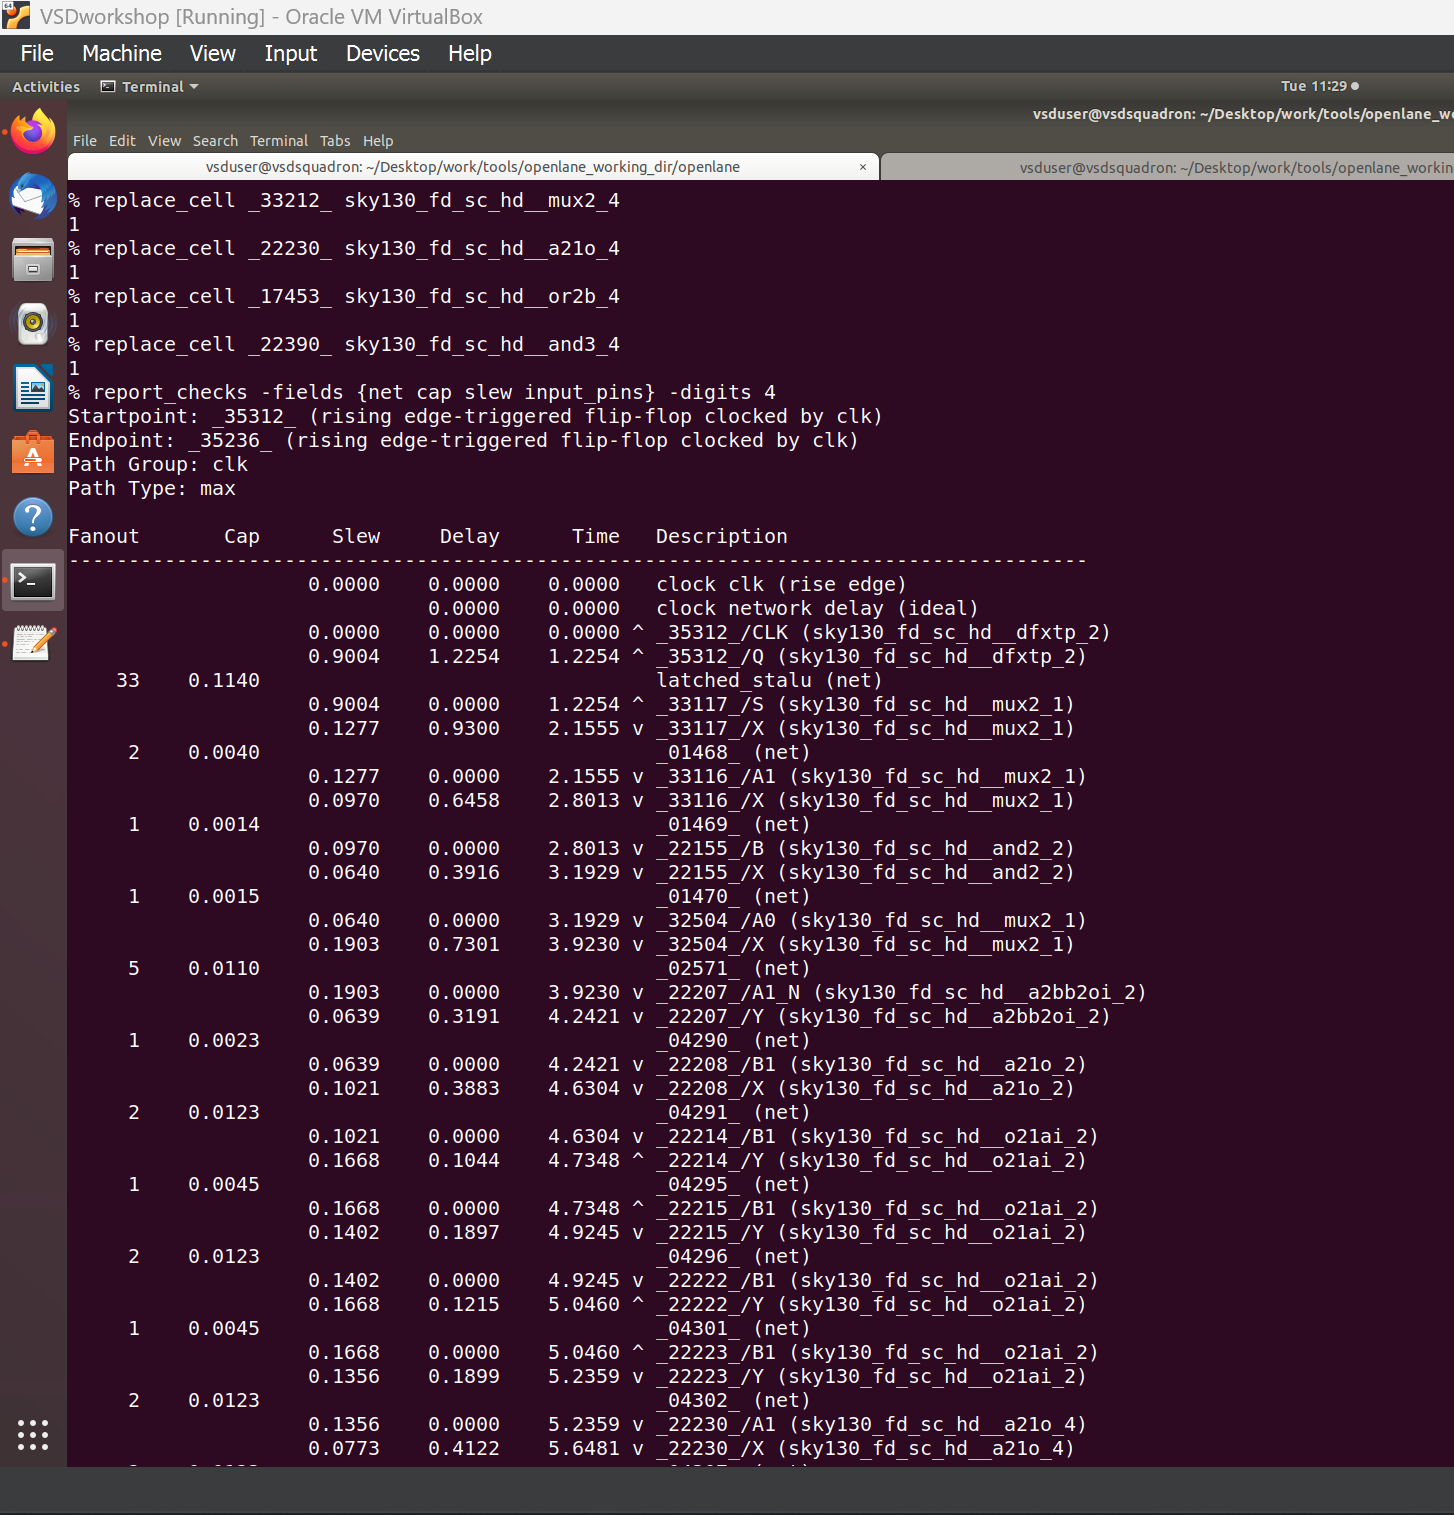 VSDworkshop [Running] - Oracle VM VirtualBox
File Machine View Input Devices Help
Activities Terminal Tue 11:29
vsduser@vsdsquadron: ~/Desktop/work/tools/openlane_wo
File Edit View Search Terminal Tabs Help
vsduser@vsdsquadron: ~/Desktop/work/tools/openlane_working_dir/openlane × vsduser@vsdsquadron: ~/Desktop/work/tools/openlane_workin
% replace_cell _33212_ sky130_fd_sc_hd__mux2_4
1
% replace_cell _22230_ sky130_fd_sc_hd__a21o_4
1
% replace_cell _17453_ sky130_fd_sc_hd__or2b_4
1
% replace_cell _22390_ sky130_fd_sc_hd__and3_4
1
% report_checks -fields {net cap slew input_pins} -digits 4
Startpoint: _35312_ (rising edge-triggered flip-flop clocked by clk)
Endpoint: _35236_ (rising edge-triggered flip-flop clocked by clk)
Path Group: clk
Path Type: max
Fanout Cap Slew Delay Time Description
-------------------------------------------------------------------------------------
0.0000 0.0000 0.0000 clock clk (rise edge)
0.0000 0.0000 clock network delay (ideal)
0.0000 0.0000 0.0000 ^ _35312_/CLK (sky130_fd_sc_hd__dfxtp_2)
0.9004 1.2254 1.2254 ^ _35312_/Q (sky130_fd_sc_hd__dfxtp_2)
33 0.1140 latched_stalu (net)
0.9004 0.0000 1.2254 ^ _33117_/S (sky130_fd_sc_hd__mux2_1)
0.1277 0.9300 2.1555 v _33117_/X (sky130_fd_sc_hd__mux2_1)
2 0.0040 _01468_ (net)
0.1277 0.0000 2.1555 v _33116_/A1 (sky130_fd_sc_hd__mux2_1)
0.0970 0.6458 2.8013 v _33116_/X (sky130_fd_sc_hd__mux2_1)
1 0.0014 _01469_ (net)
0.0970 0.0000 2.8013 v _22155_/B (sky130_fd_sc_hd__and2_2)
0.0640 0.3916 3.1929 v _22155_/X (sky130_fd_sc_hd__and2_2)
1 0.0015 _01470_ (net)
0.0640 0.0000 3.1929 v _32504_/A0 (sky130_fd_sc_hd__mux2_1)
0.1903 0.7301 3.9230 v _32504_/X (sky130_fd_sc_hd__mux2_1)
5 0.0110 _02571_ (net)
0.1903 0.0000 3.9230 v _22207_/A1_N (sky130_fd_sc_hd__a2bb2oi_2)
0.0639 0.3191 4.2421 v _22207_/Y (sky130_fd_sc_hd__a2bb2oi_2)
1 0.0023 _04290_ (net)
0.0639 0.0000 4.2421 v _22208_/B1 (sky130_fd_sc_hd__a21o_2)
0.1021 0.3883 4.6304 v _22208_/X (sky130_fd_sc_hd__a21o_2)
2 0.0123 _04291_ (net)
0.1021 0.0000 4.6304 v _22214_/B1 (sky130_fd_sc_hd__o21ai_2)
0.1668 0.1044 4.7348 ^ _22214_/Y (sky130_fd_sc_hd__o21ai_2)
1 0.0045 _04295_ (net)
0.1668 0.0000 4.7348 ^ _22215_/B1 (sky130_fd_sc_hd__o21ai_2)
0.1402 0.1897 4.9245 v _22215_/Y (sky130_fd_sc_hd__o21ai_2)
2 0.0123 _04296_ (net)
0.1402 0.0000 4.9245 v _22222_/B1 (sky130_fd_sc_hd__o21ai_2)
0.1668 0.1215 5.0460 ^ _22222_/Y (sky130_fd_sc_hd__o21ai_2)
1 0.0045 _04301_ (net)
0.1668 0.0000 5.0460 ^ _22223_/B1 (sky130_fd_sc_hd__o21ai_2)
0.1356 0.1899 5.2359 v _22223_/Y (sky130_fd_sc_hd__o21ai_2)
2 0.0123 _04302_ (net)
0.1356 0.0000 5.2359 v _22230_/A1 (sky130_fd_sc_hd__a21o_4)
0.0773 0.4122 5.6481 v _22230_/X (sky130_fd_sc_hd__a21o_4)